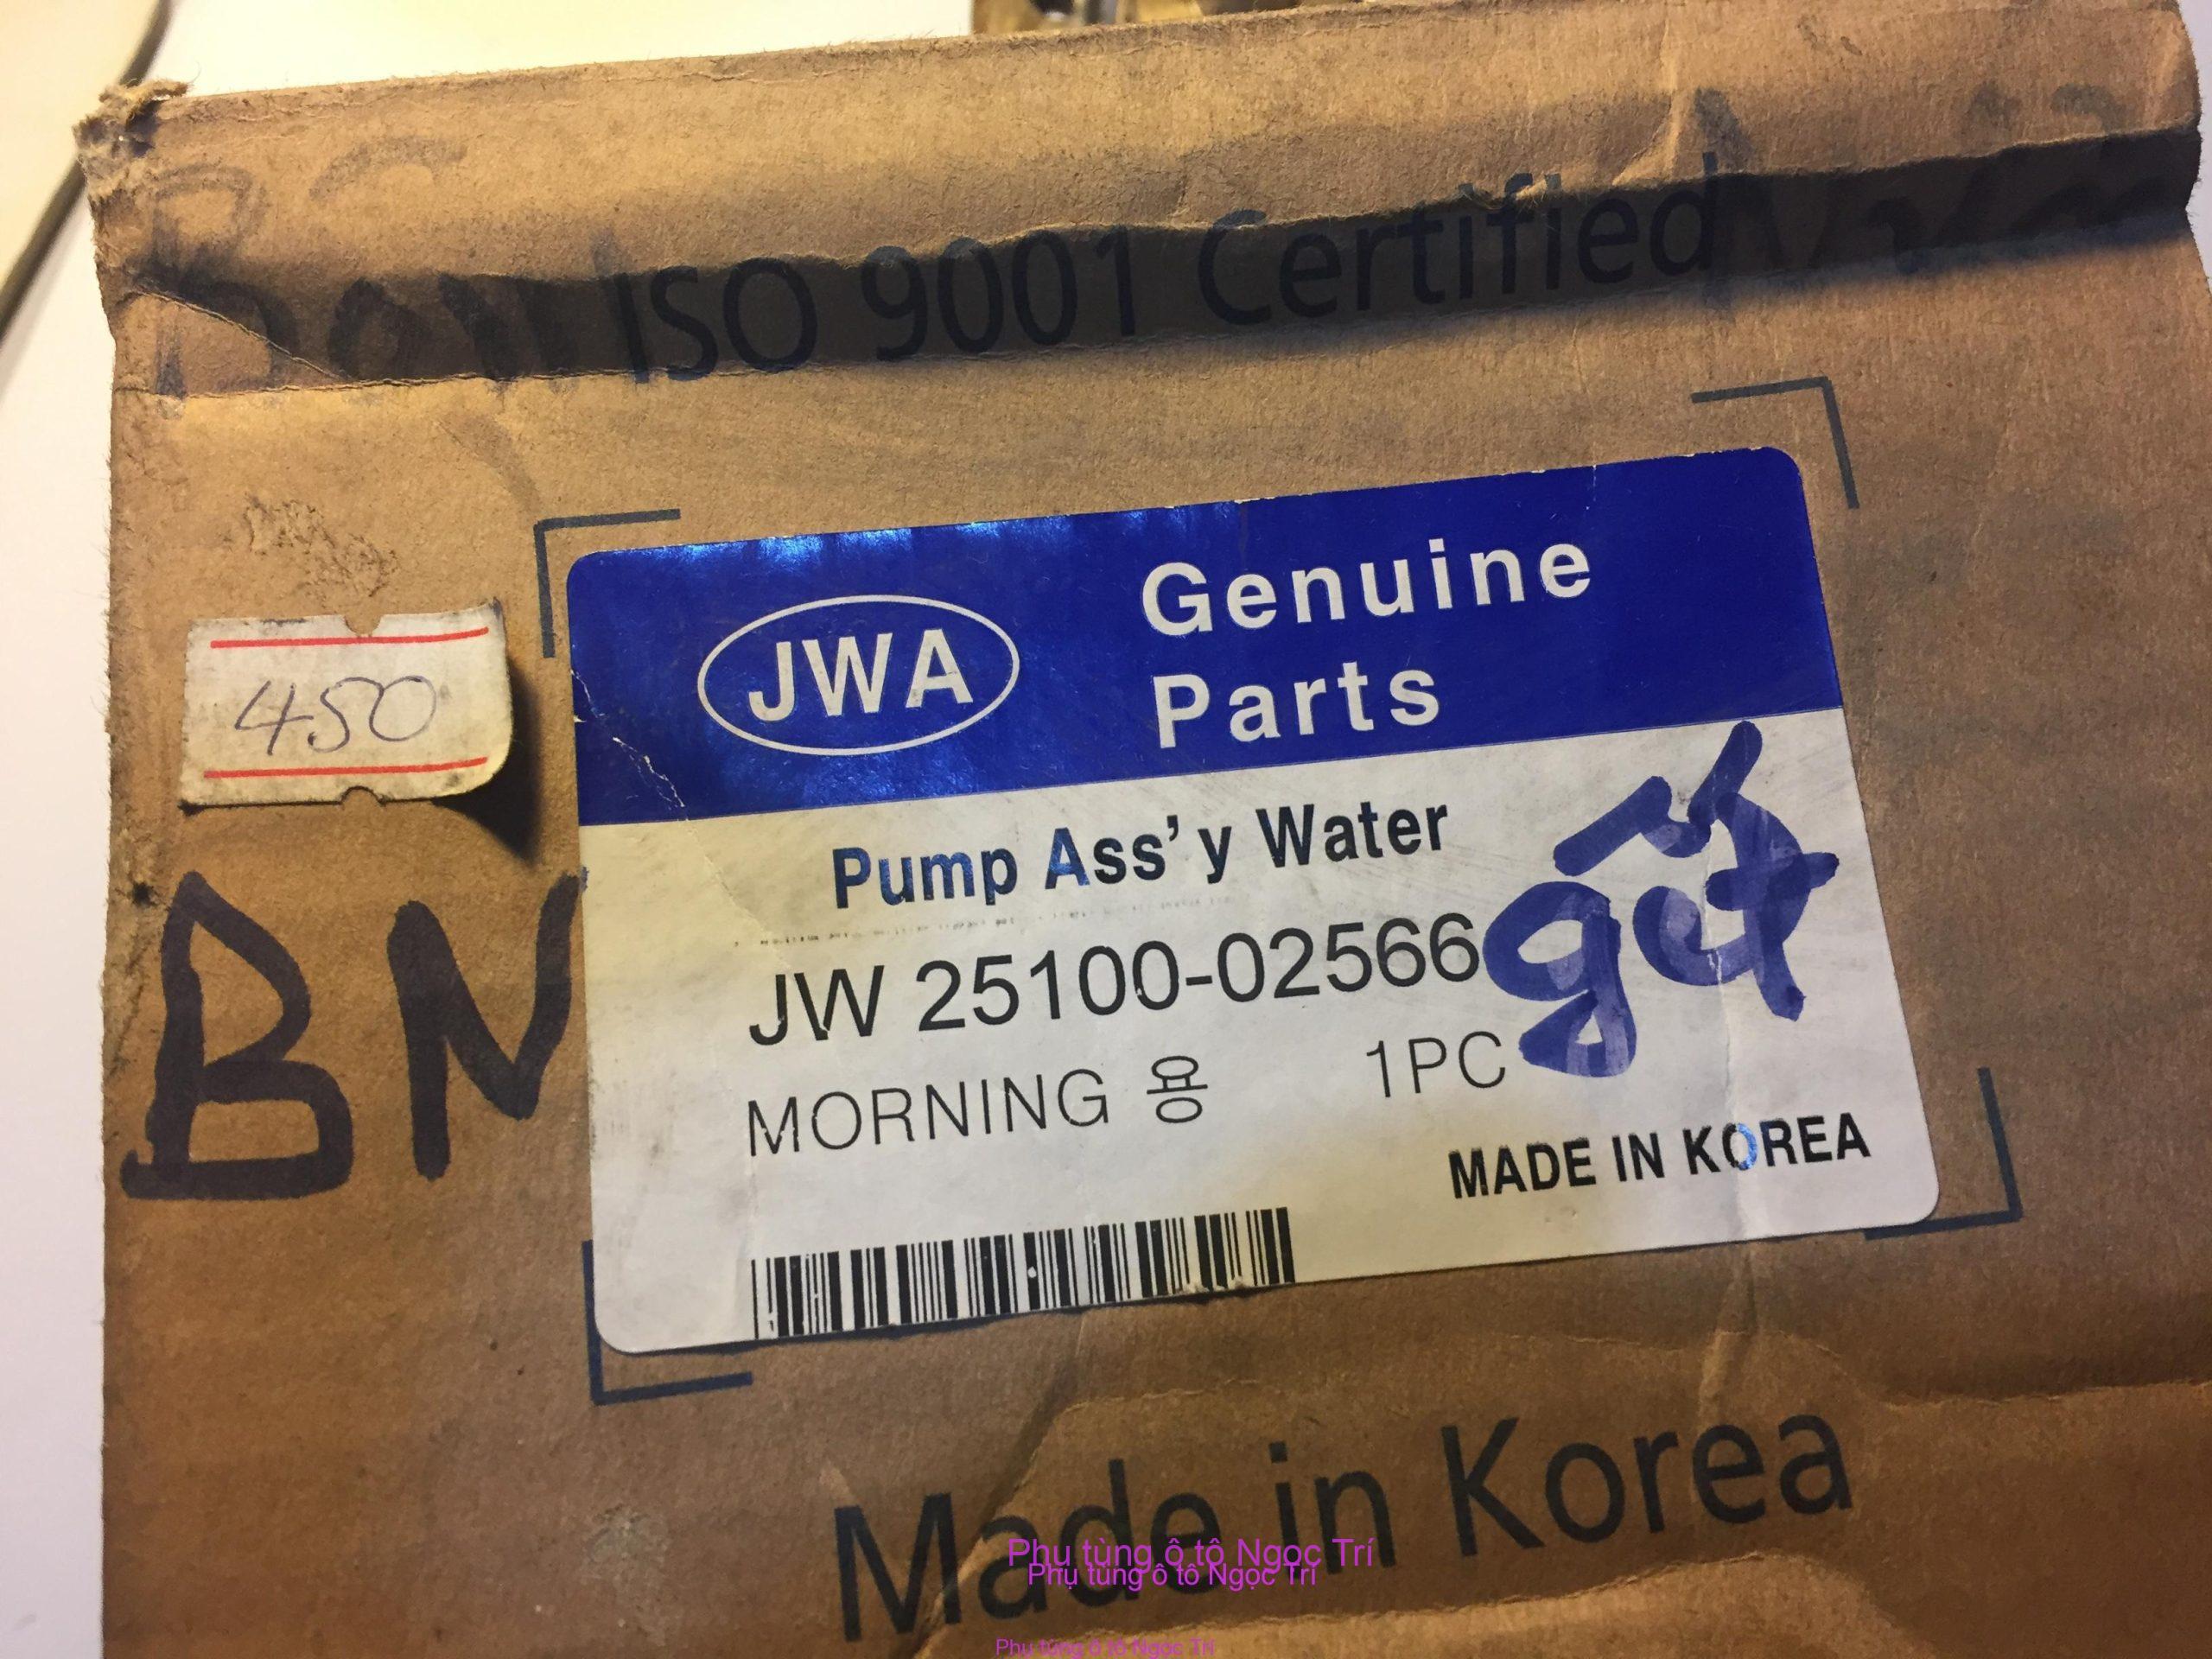 ISO 9001 Certified
JWA
Genuine
Parts
450
Pump Ass'y Water
JW 25100-02566
MORNING 용 1PC
MADE IN KOREA
BN
Made in Korea
Phụ tùng ô tô Ngọc Trí
Phụ tùng ô tô Ngọc Trí
Phụ tùng ô tô Ngọc Trí